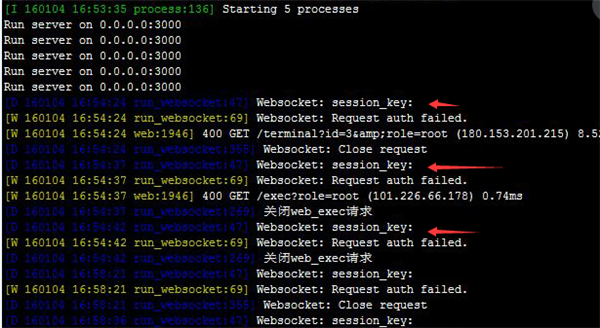 [I 160104 16:53:35 process:136] Starting 5 processes
Run server on 0.0.0.0:3000
Run server on 0.0.0.0:3000
Run server on 0.0.0.0:3000
Run server on 0.0.0.0:3000
Run server on 0.0.0.0:3000
[D 160104 16:54:24 run_websocket:47] Websocket: session_key:
[W 160104 16:54:24 run_websocket:69] Websocket: Request auth failed.
[W 160104 16:54:24 web:1946] 400 GET /terminal?id=3&amp;role=root (180.153.201.215) 8.52
[D 160104 16:54:24 run_websocket:355] Websocket: Close request
[D 160104 16:54:37 run_websocket:47] Websocket: session_key:
[W 160104 16:54:37 run_websocket:69] Websocket: Request auth failed.
[W 160104 16:54:37 web:1946] 400 GET /exec?role=root (101.226.66.178) 0.74ms
[D 160104 16:54:37 run_websocket:269] 关闭web_exec请求
[D 160104 16:54:42 run_websocket:47] Websocket: session_key:
[W 160104 16:54:42 run_websocket:69] Websocket: Request auth failed.
[D 160104 16:54:42 run_websocket:269] 关闭web_exec请求
[D 160104 16:58:21 run_websocket:47] Websocket: session_key:
[W 160104 16:58:21 run_websocket:69] Websocket: Request auth failed.
[D 160104 16:58:21 run_websocket:355] Websocket: Close request
[D 160104 16:58:26 run_websocket:47] Websocket: session_key: